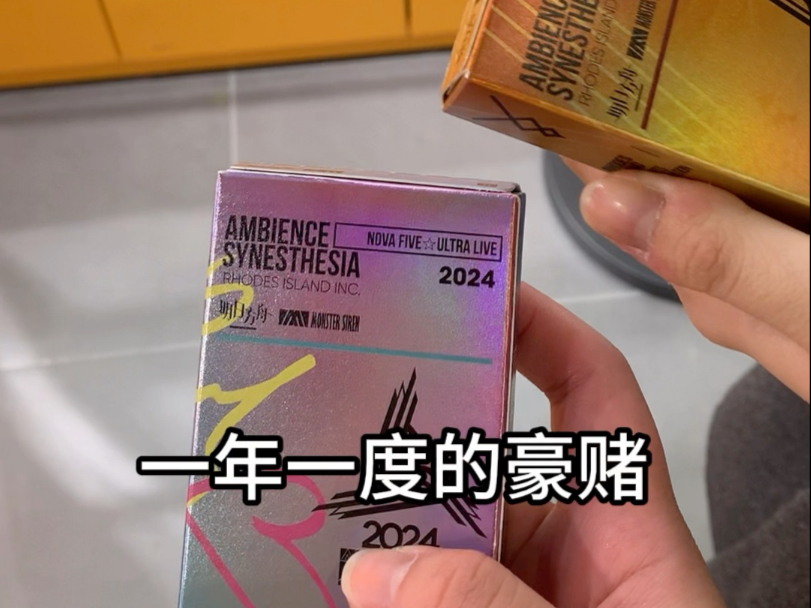 AMBIENCE
SYNESTHESIA
RHODES ISLAND INC.
明日方舟
MONSTER SIREN
NOVA FIVE☆ULTRA LIVE
2024
2024
AMBIENCE
SYNESTHE
RHODES ISLAND
明日方舟
MONSTER
一年一度的豪赌